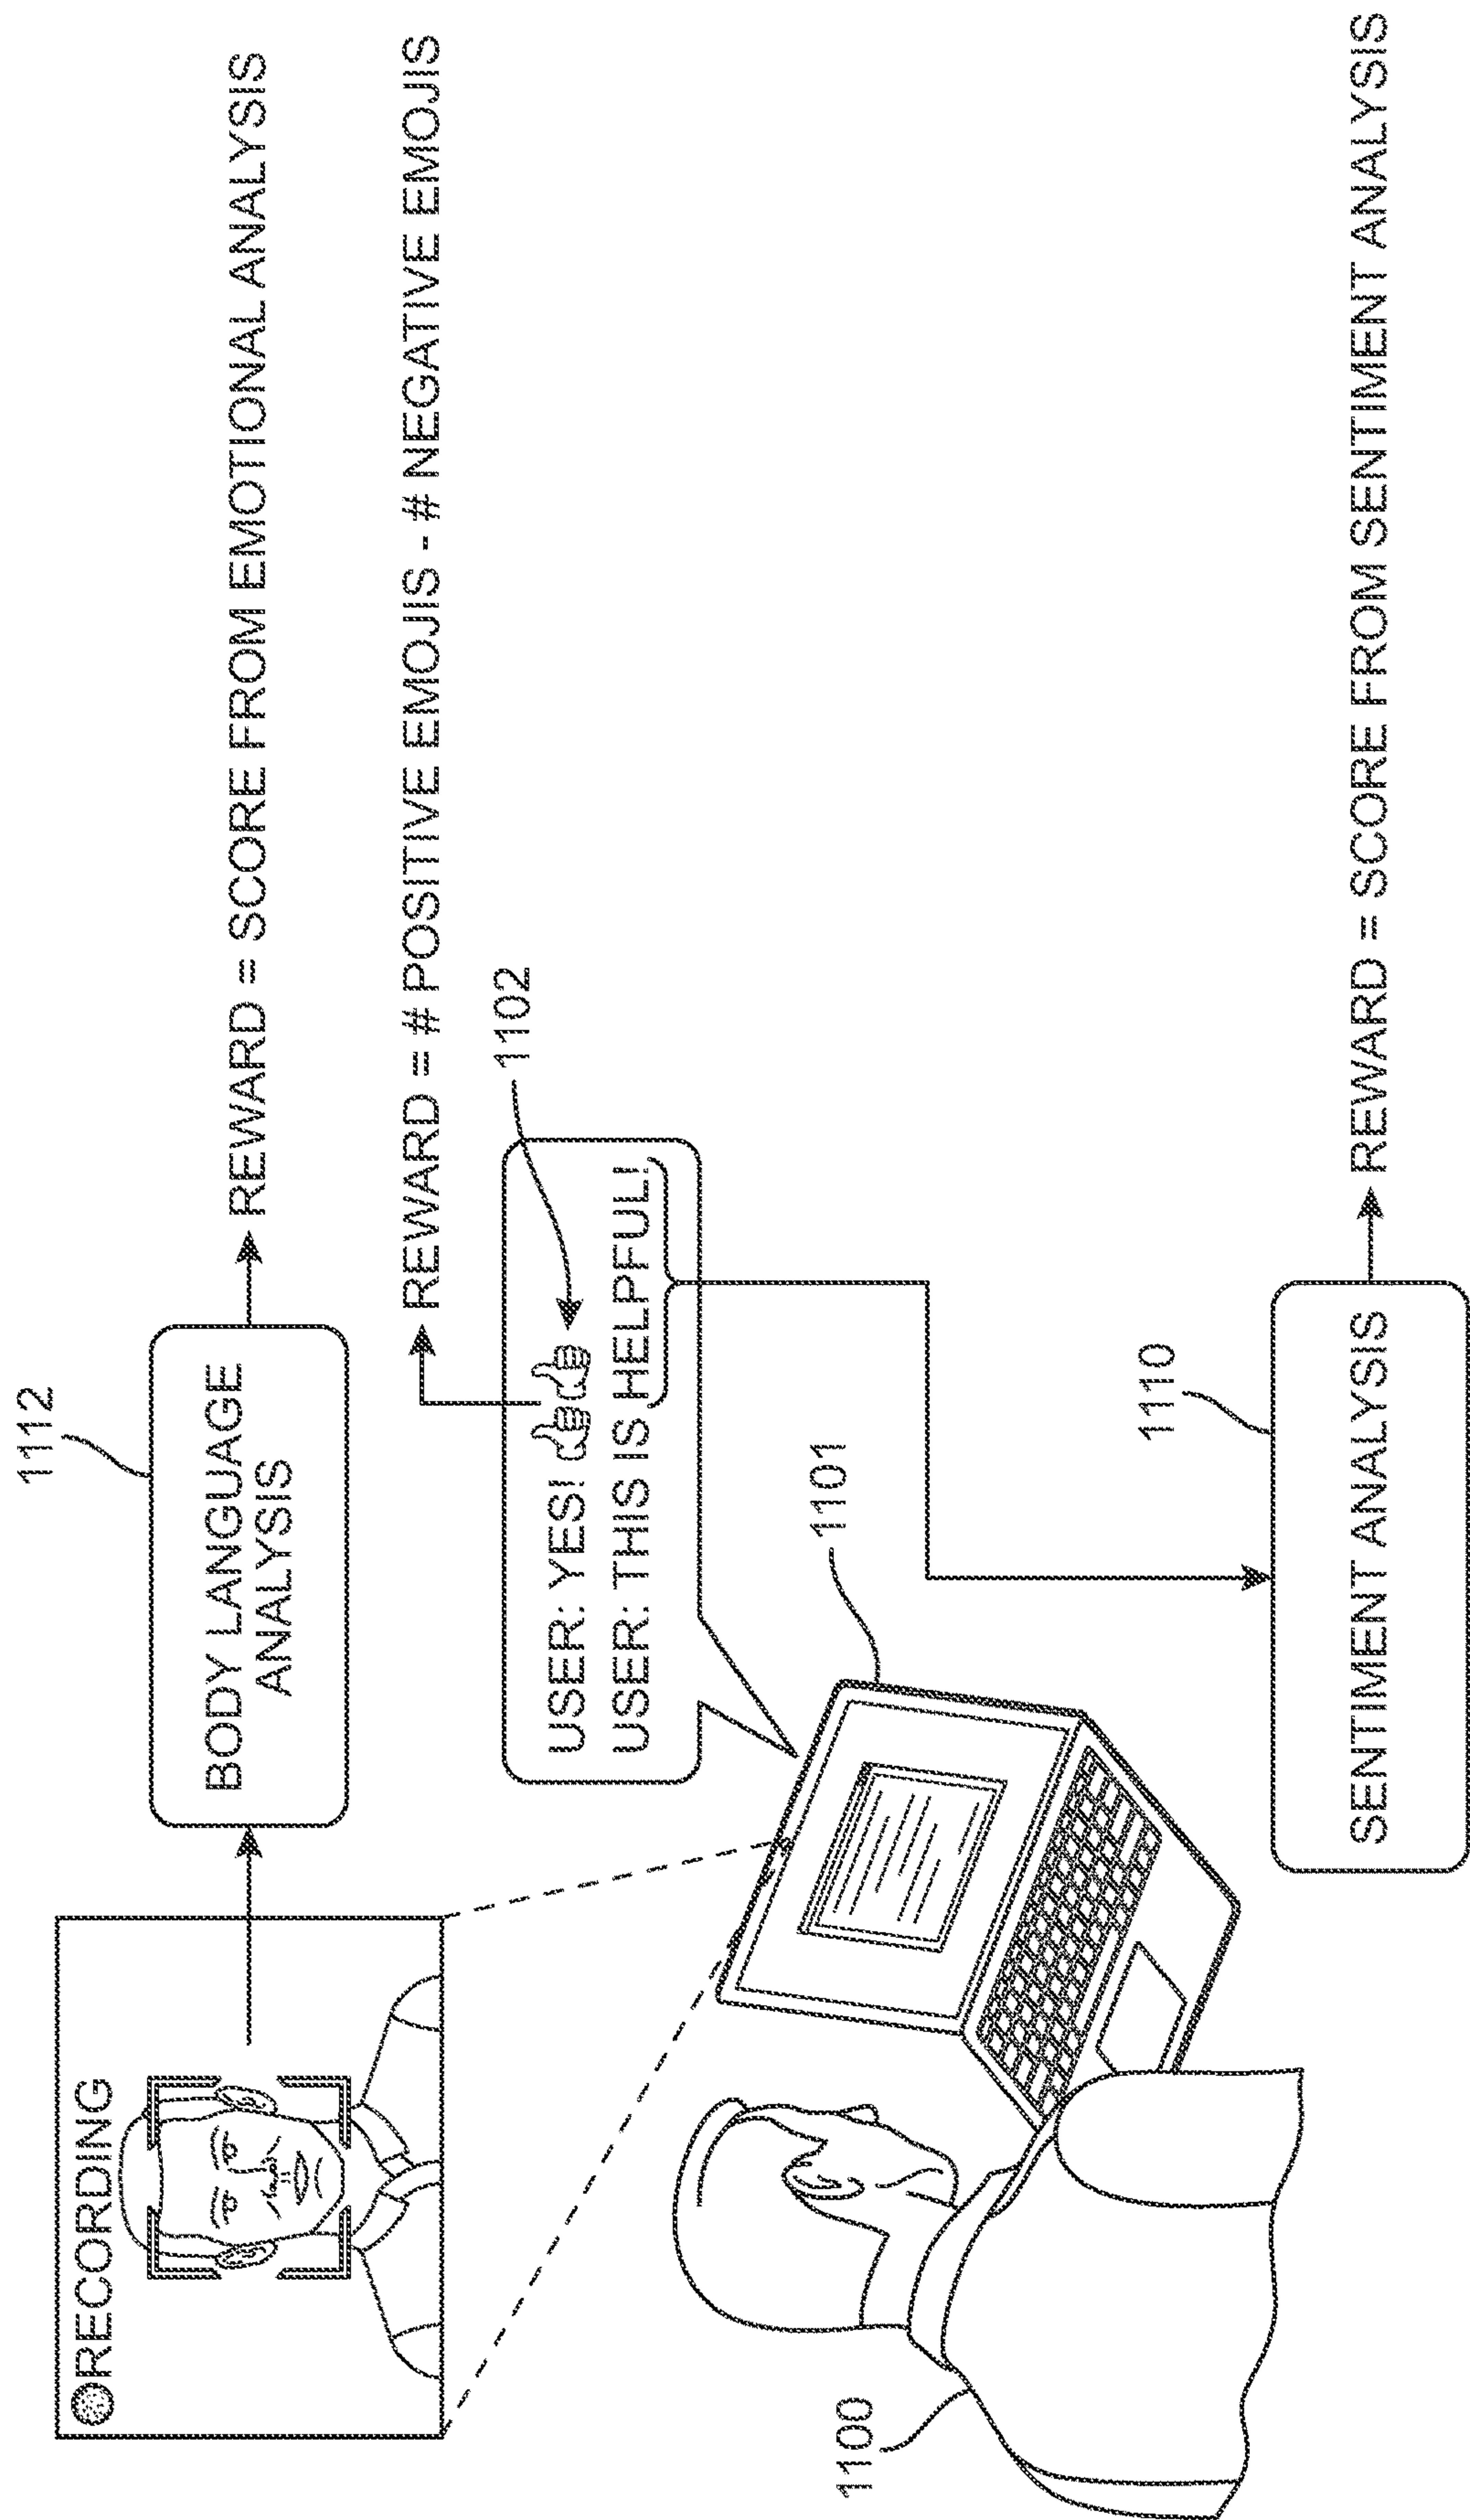 1112
RECORDING
BODY LANGUAGE
ANALYSIS
REWARD = SCORE FROM EMOTIONAL ANALYSIS
REWARD = # POSITIVE EMOJIS - # NEGATIVE EMOJIS
1102
USER: YES! 👍👍
USER: THIS IS HELPFUL!
1101
1100
1110
SENTIMENT ANALYSIS
REWARD = SCORE FROM SENTIMENT ANALYSIS